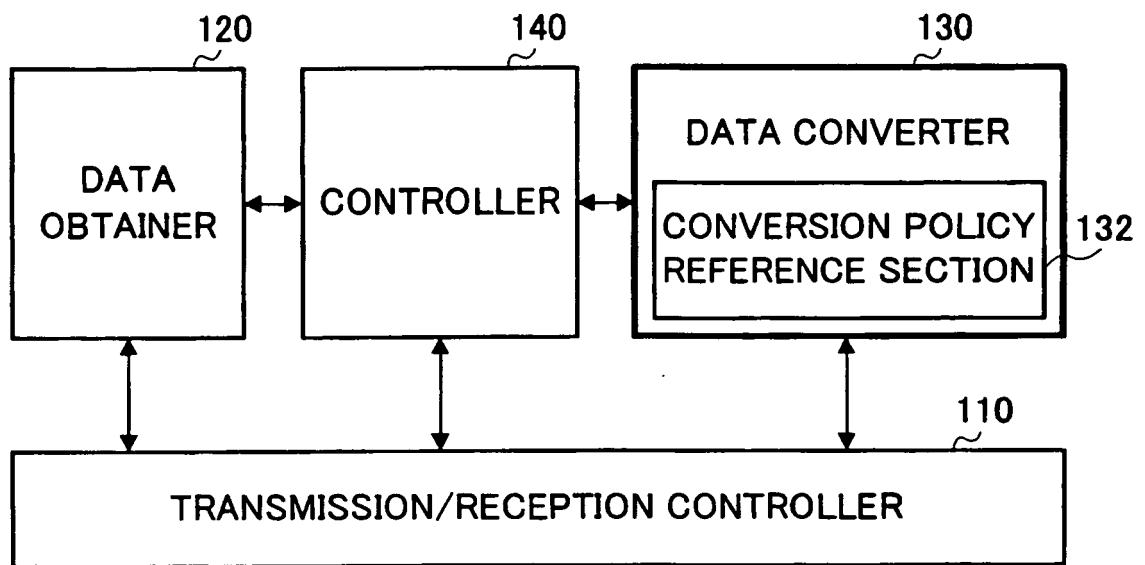 120
140
130
DATA
OBTAINER
CONTROLLER
DATA CONVERTER
CONVERSION POLICY
REFERENCE SECTION
132
110
TRANSMISSION/RECEPTION CONTROLLER